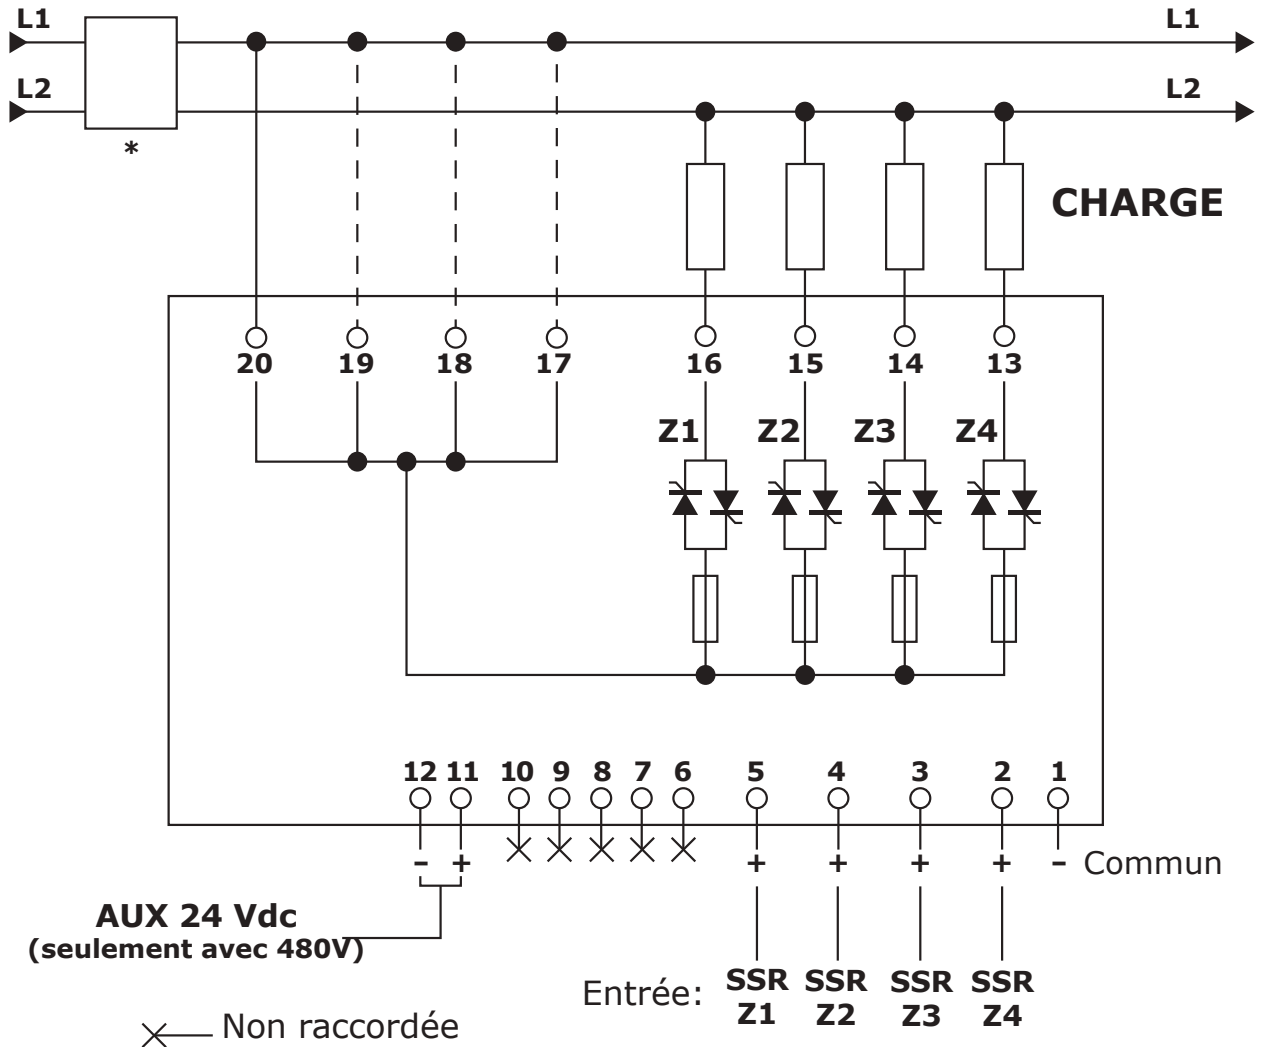 L1 L1
L2 L2
*
CHARGE
20 19 18 17 16 15 14 13
Z1 Z2 Z3 Z4
12 11 10 9 8 7 6 5 4 3 2 1
- + + + + + - Commun
AUX 24 Vdc
(seulement avec 480V)
Entrée: SSR SSR SSR SSR
Z1 Z2 Z3 Z4
Non raccordée